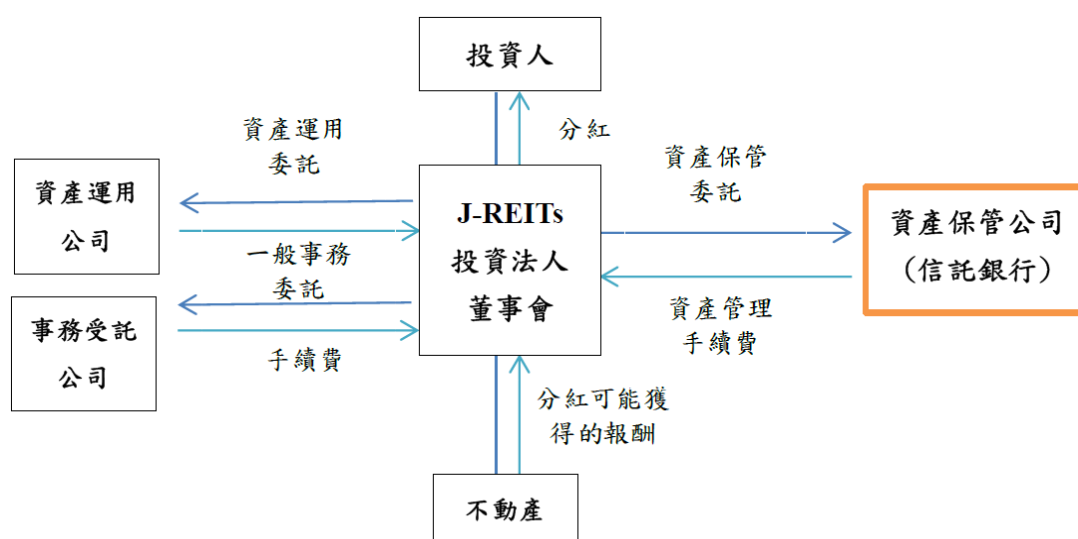 投資人
分紅
資產運用
委託
資產保管
委託
資產運用
公司
J-REITs
投資法人
董事會
資產保管公司
（信託銀行）
一般事務
委託
資產管理
手續費
事務受託
公司
手續費
分紅可能獲
得的報酬
不動產